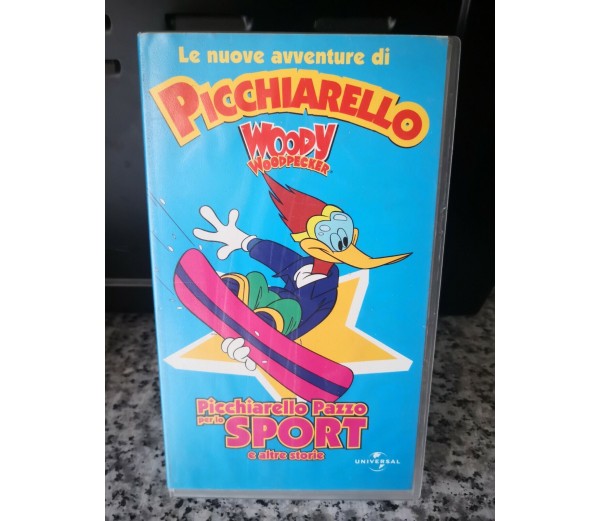 Le nuove avventure di
PICCHIARELLO
WOODY
WOODPECKER
Picchiarello Pazzo
per lo SPORT
e altre storie
UNIVERSAL